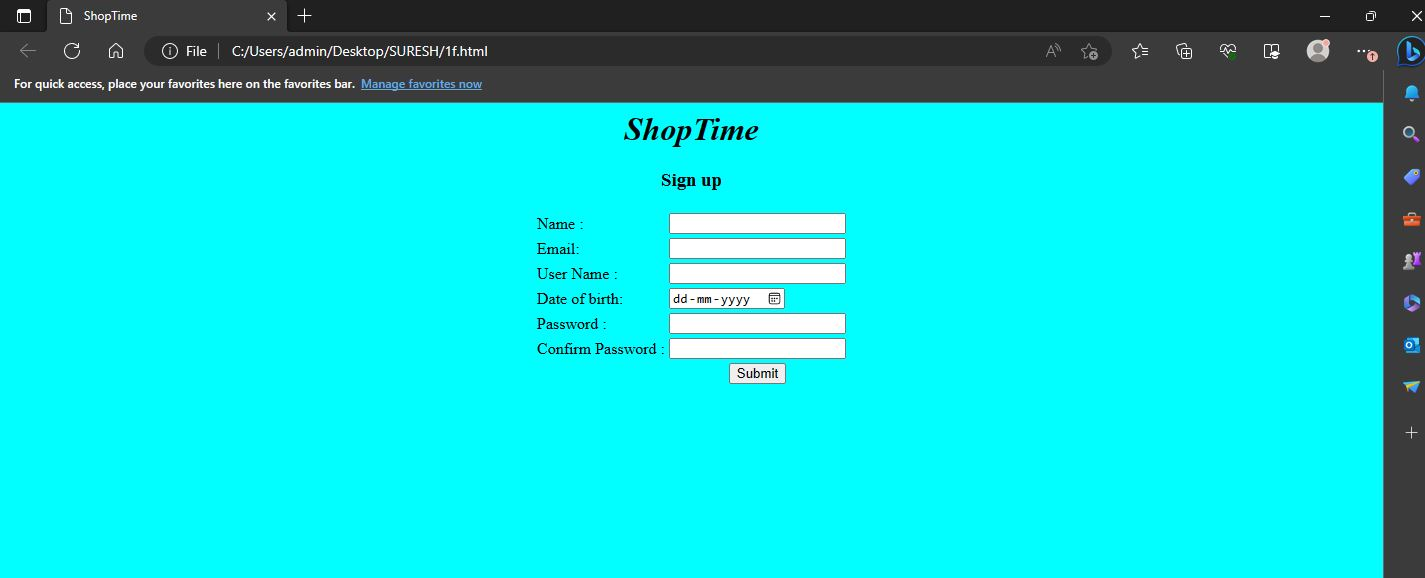 ShopTime
File C:/Users/admin/Desktop/SURESH/1f.html
For quick access, place your favorites here on the favorites bar. Manage favorites now
ShopTime
Sign up
Name :
Email:
User Name :
Date of birth: dd-mm-yyyy
Password :
Confirm Password :
Submit